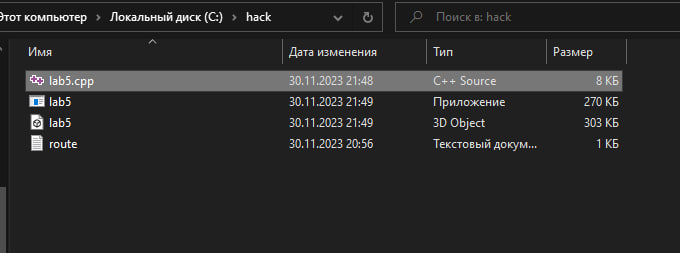 Этот компьютер > Локальный диск (C:) > hack
Поиск в: hack
Имя Дата изменения Тип Размер
lab5.cpp 30.11.2023 21:48 C++ Source 8 КБ
lab5 30.11.2023 21:49 Приложение 270 КБ
lab5 30.11.2023 21:49 3D Object 303 КБ
route 30.11.2023 20:56 Текстовый докум... 1 КБ